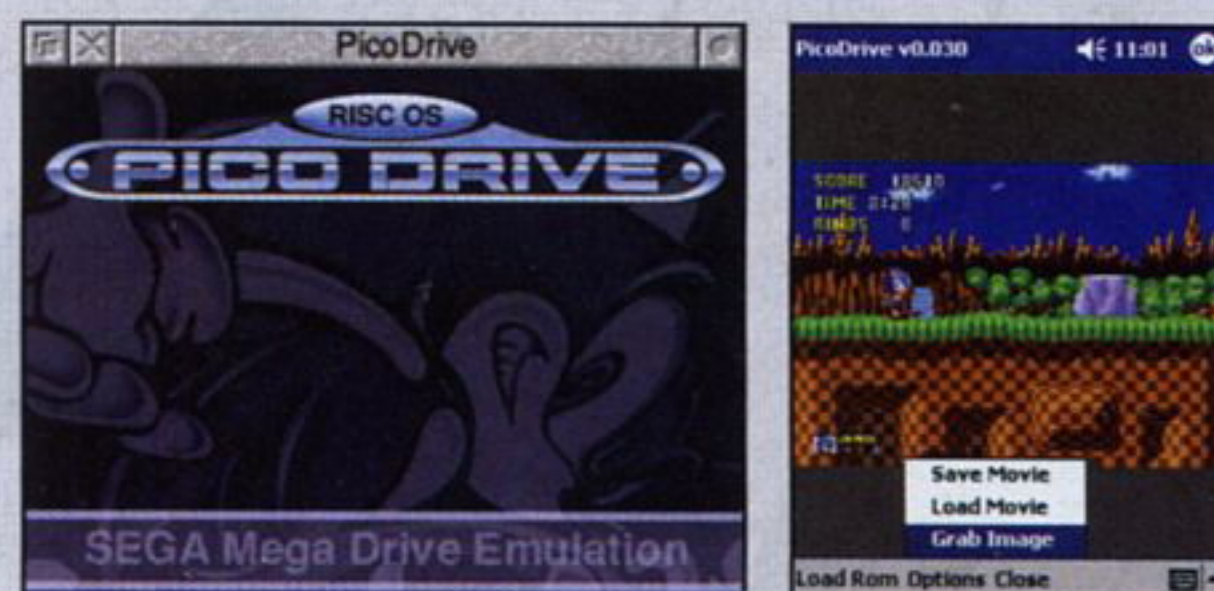 PicoDrive
RISC OS
PICO DRIVE
SEGA Mega Drive Emulation
PicoDrive v0.030 11:01 ok
SCORE
TIME
RINGS
Save Movie
Load Movie
Grab Image
Load Rom Options Close